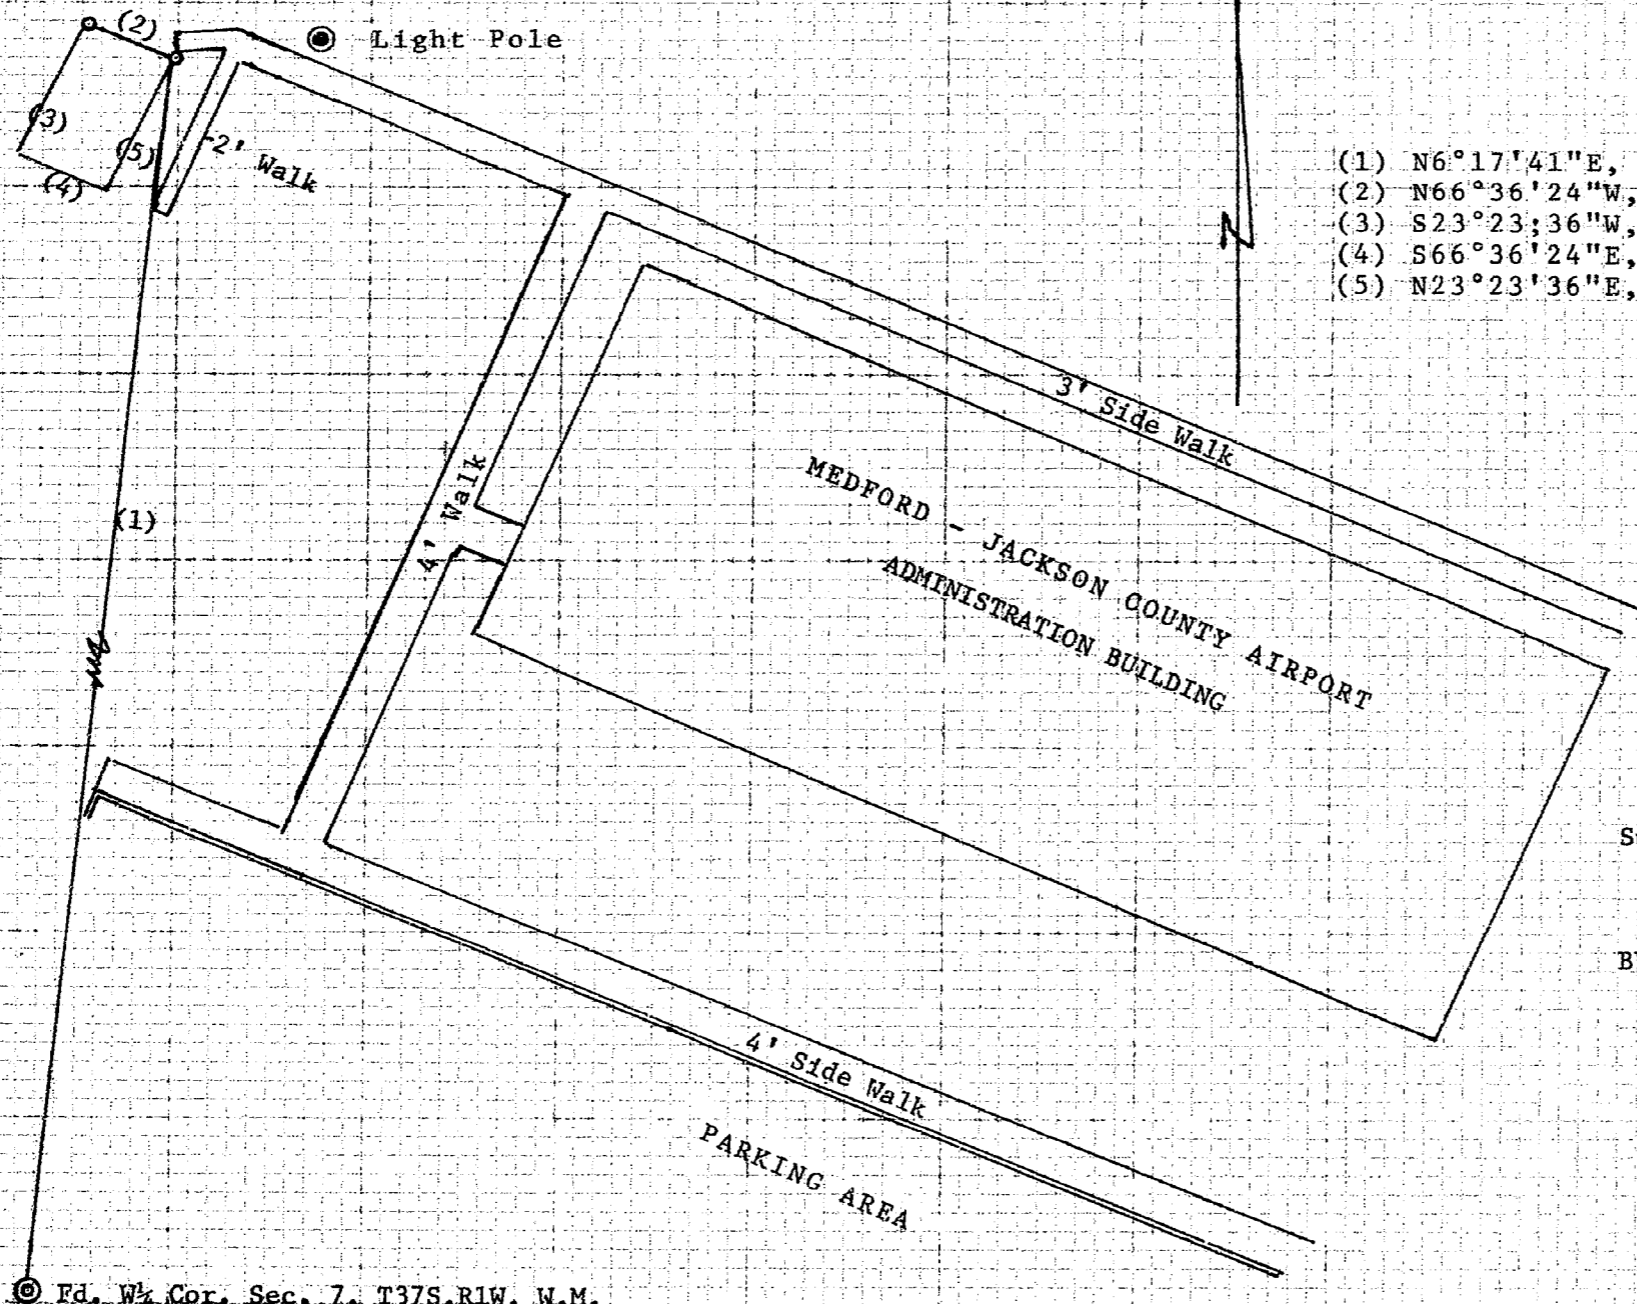 (2)
Light Pole
(3)
(5)
2' Walk
(4)
(1) N6°17'41"E,
(2) N66°36'24"W,
(3) S23°23;36"W,
(4) S66°36'24"E,
(5) N23°23'36"E,
N
3' Side Walk
4' Walk
(1)
MEDFORD - JACKSON COUNTY AIRPORT
ADMINISTRATION BUILDING
4' Side Walk
PARKING AREA
Fd. W¼ Cor. Sec. 7, T37S,R1W, W.M.